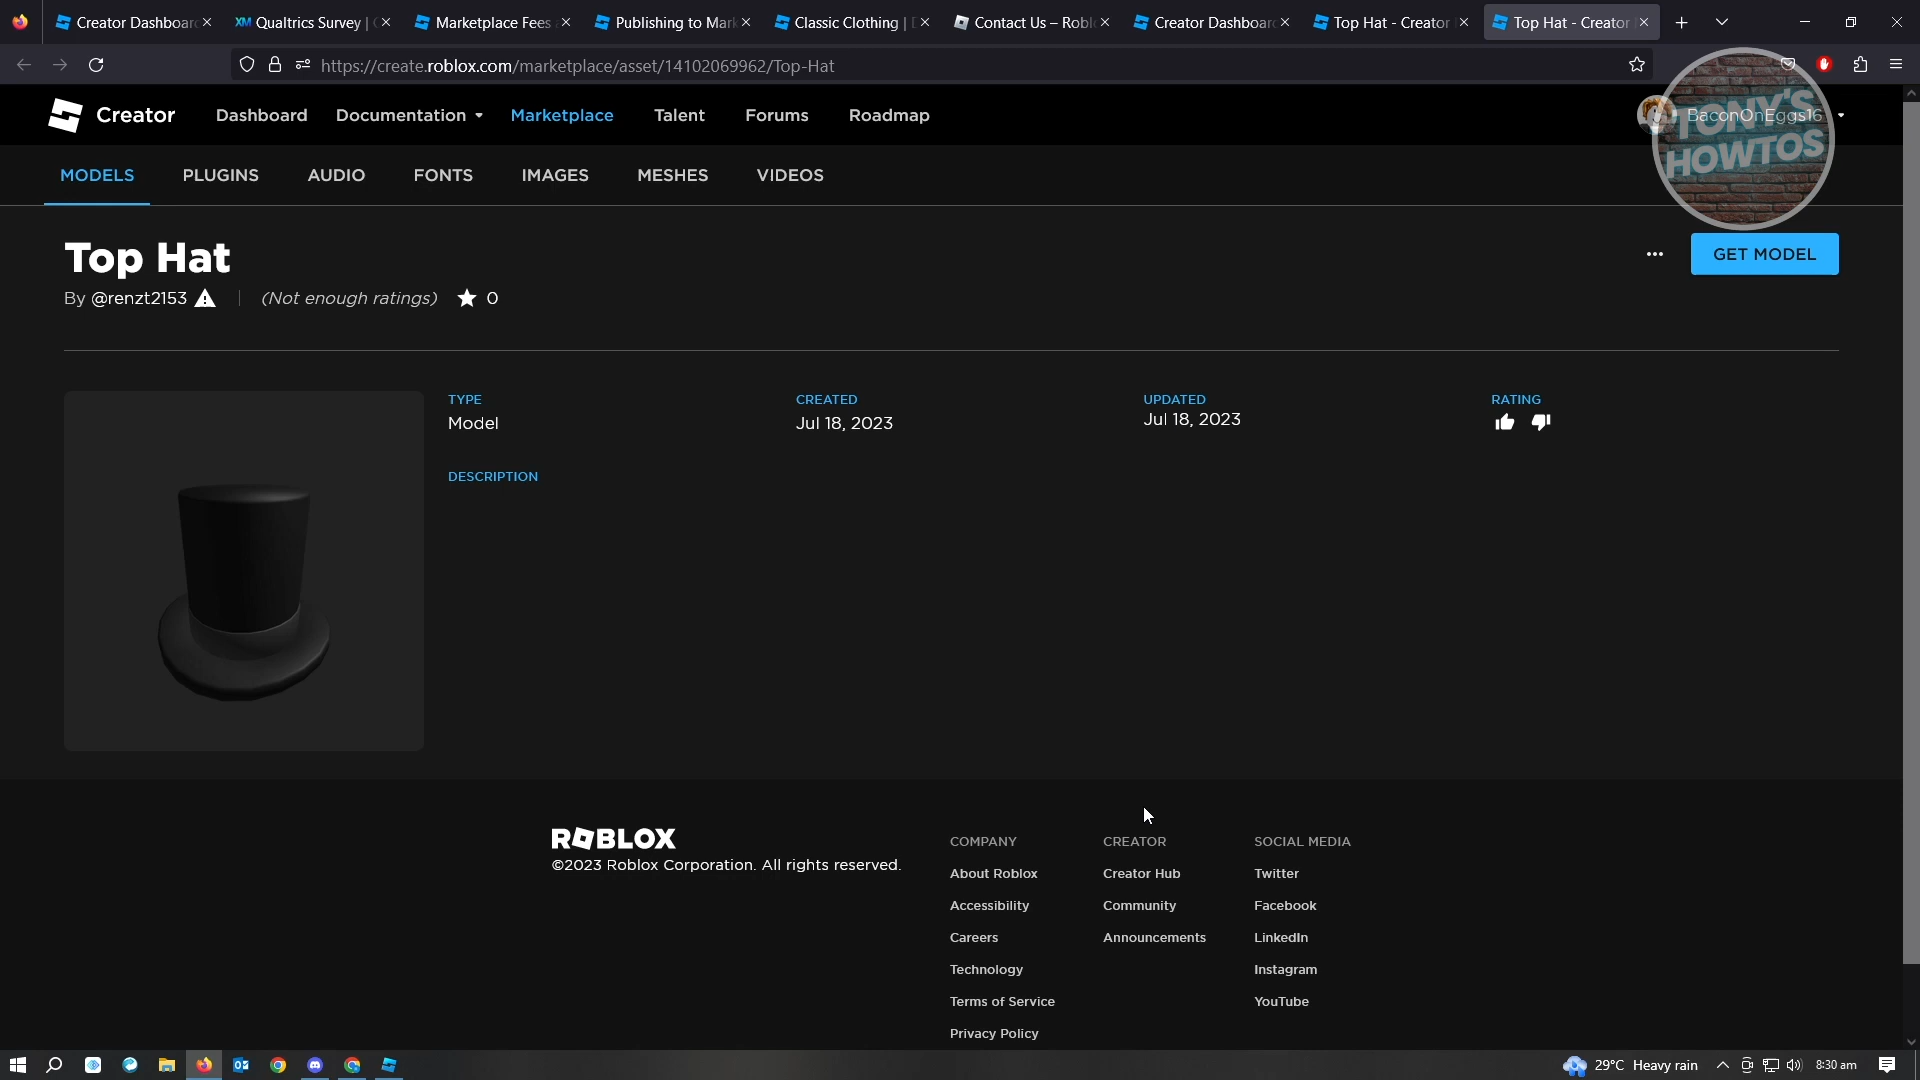 Creator Dashboar
Qualtrics Survey |
Marketplace Fees
Publishing to Mark
Classic Clothing |
Contact Us – Robl
Creator Dashboar
Top Hat - Creator
Top Hat - Creator
https://create.roblox.com/marketplace/asset/14102069962/Top-Hat
Creator
Dashboard
Documentation
Marketplace
Talent
Forums
Roadmap
BaconOnEggs16
TONY'S
HOWTOS
MODELS
PLUGINS
AUDIO
FONTS
IMAGES
MESHES
VIDEOS
Top Hat
GET MODEL
By @renzt2153
(Not enough ratings)
0
TYPE
Model
CREATED
Jul 18, 2023
UPDATED
Jul 18, 2023
RATING
DESCRIPTION
ROBLOX
©2023 Roblox Corporation. All rights reserved.
COMPANY
About Roblox
Accessibility
Careers
Technology
Terms of Service
Privacy Policy
CREATOR
Creator Hub
Community
Announcements
SOCIAL MEDIA
Twitter
Facebook
LinkedIn
Instagram
YouTube
29°C Heavy rain
8:30 am